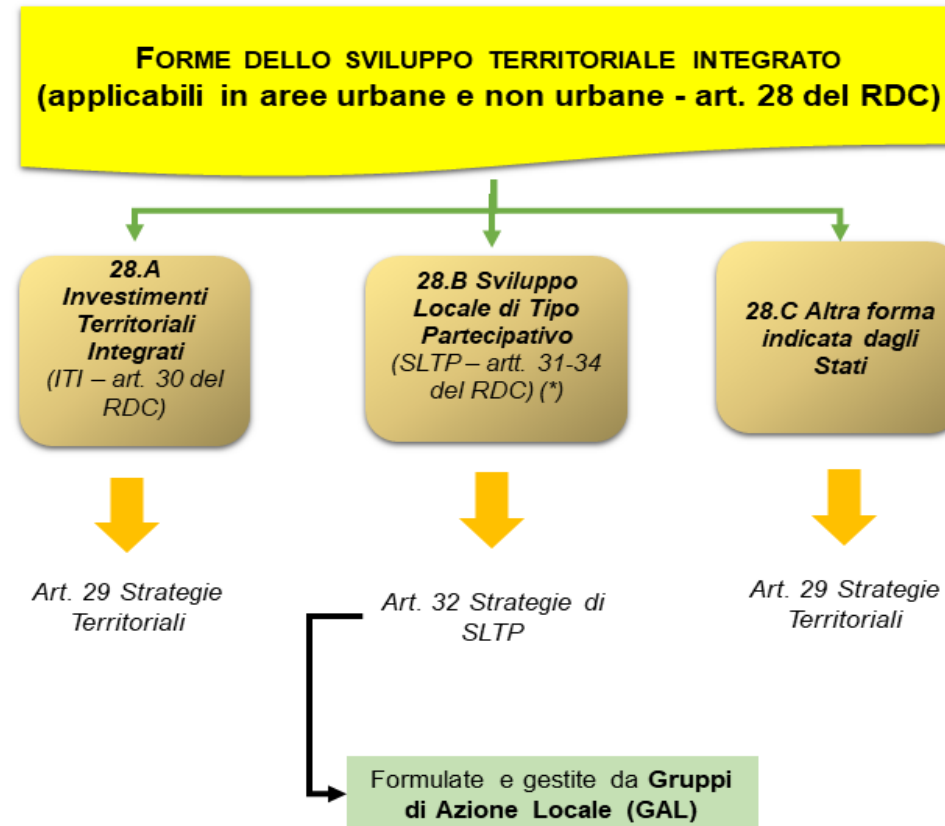 FORME DELLO SVILUPPO TERRITORIALE INTEGRATO
(applicabili in aree urbane e non urbane - art. 28 del RDC)
28.A
Investimenti
Territoriali
Integrati
(ITI – art. 30 del
RDC)
28.B Sviluppo
Locale di Tipo
Partecipativo
(SLTP – artt. 31-34
del RDC) (*)
28.C Altra forma
indicata dagli
Stati
Art. 29 Strategie
Territoriali
Art. 32 Strategie di
SLTP
Art. 29 Strategie
Territoriali
Formulate e gestite da Gruppi
di Azione Locale (GAL)